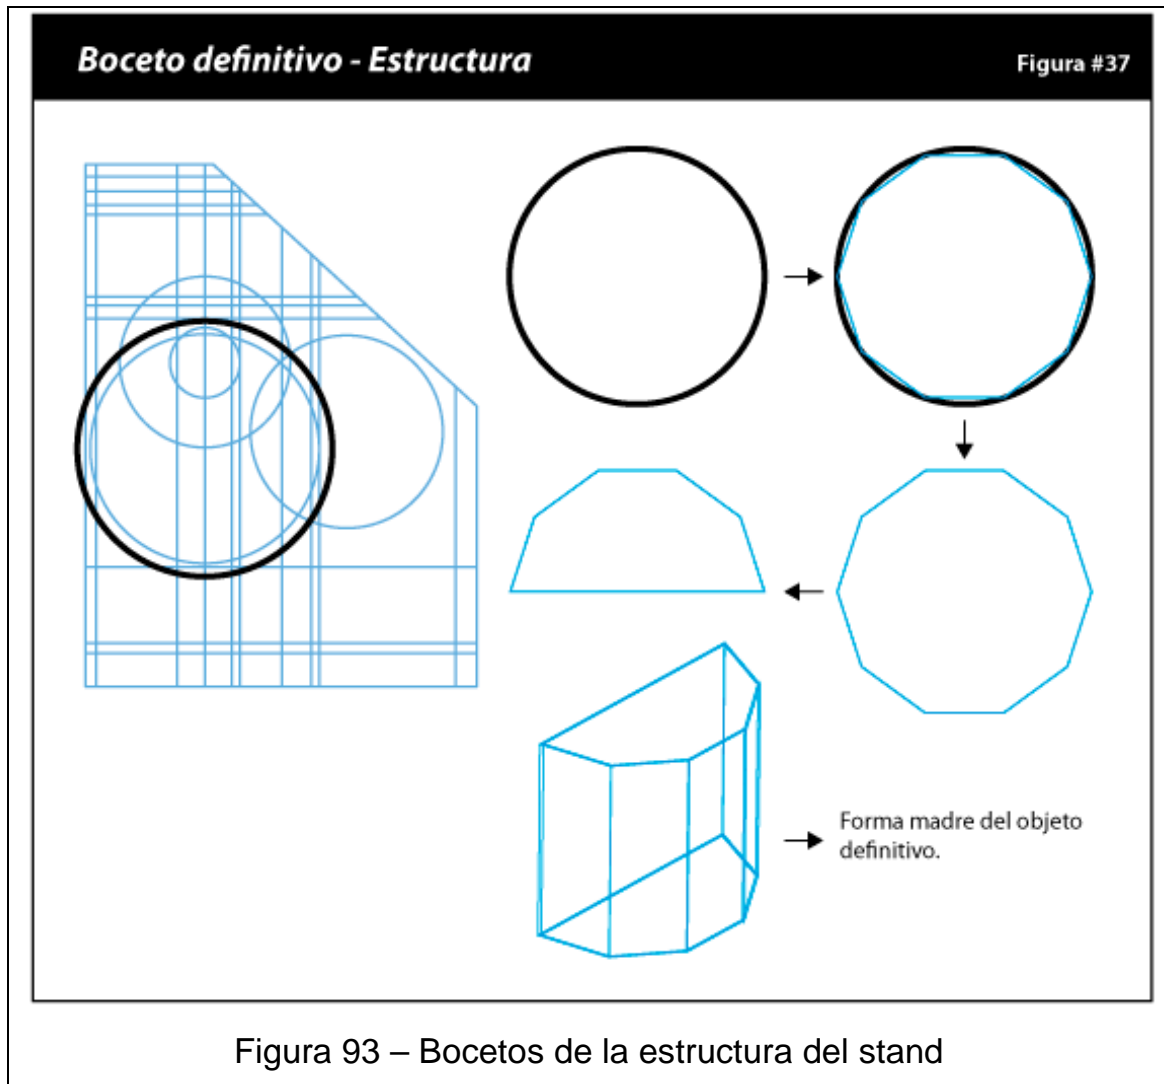 Boceto definitivo - Estructura
Figura #37
Forma madre del objeto
definitivo.
Figura 93 – Bocetos de la estructura del stand